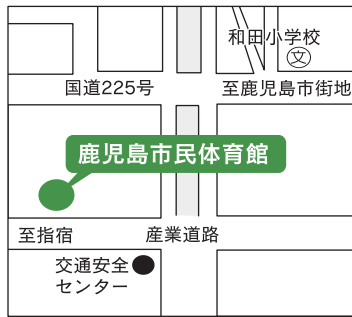 和田小学校
文
国道225号
至鹿児島市街地
鹿児島市民体育館
至指宿
産業道路
交通安全
センター